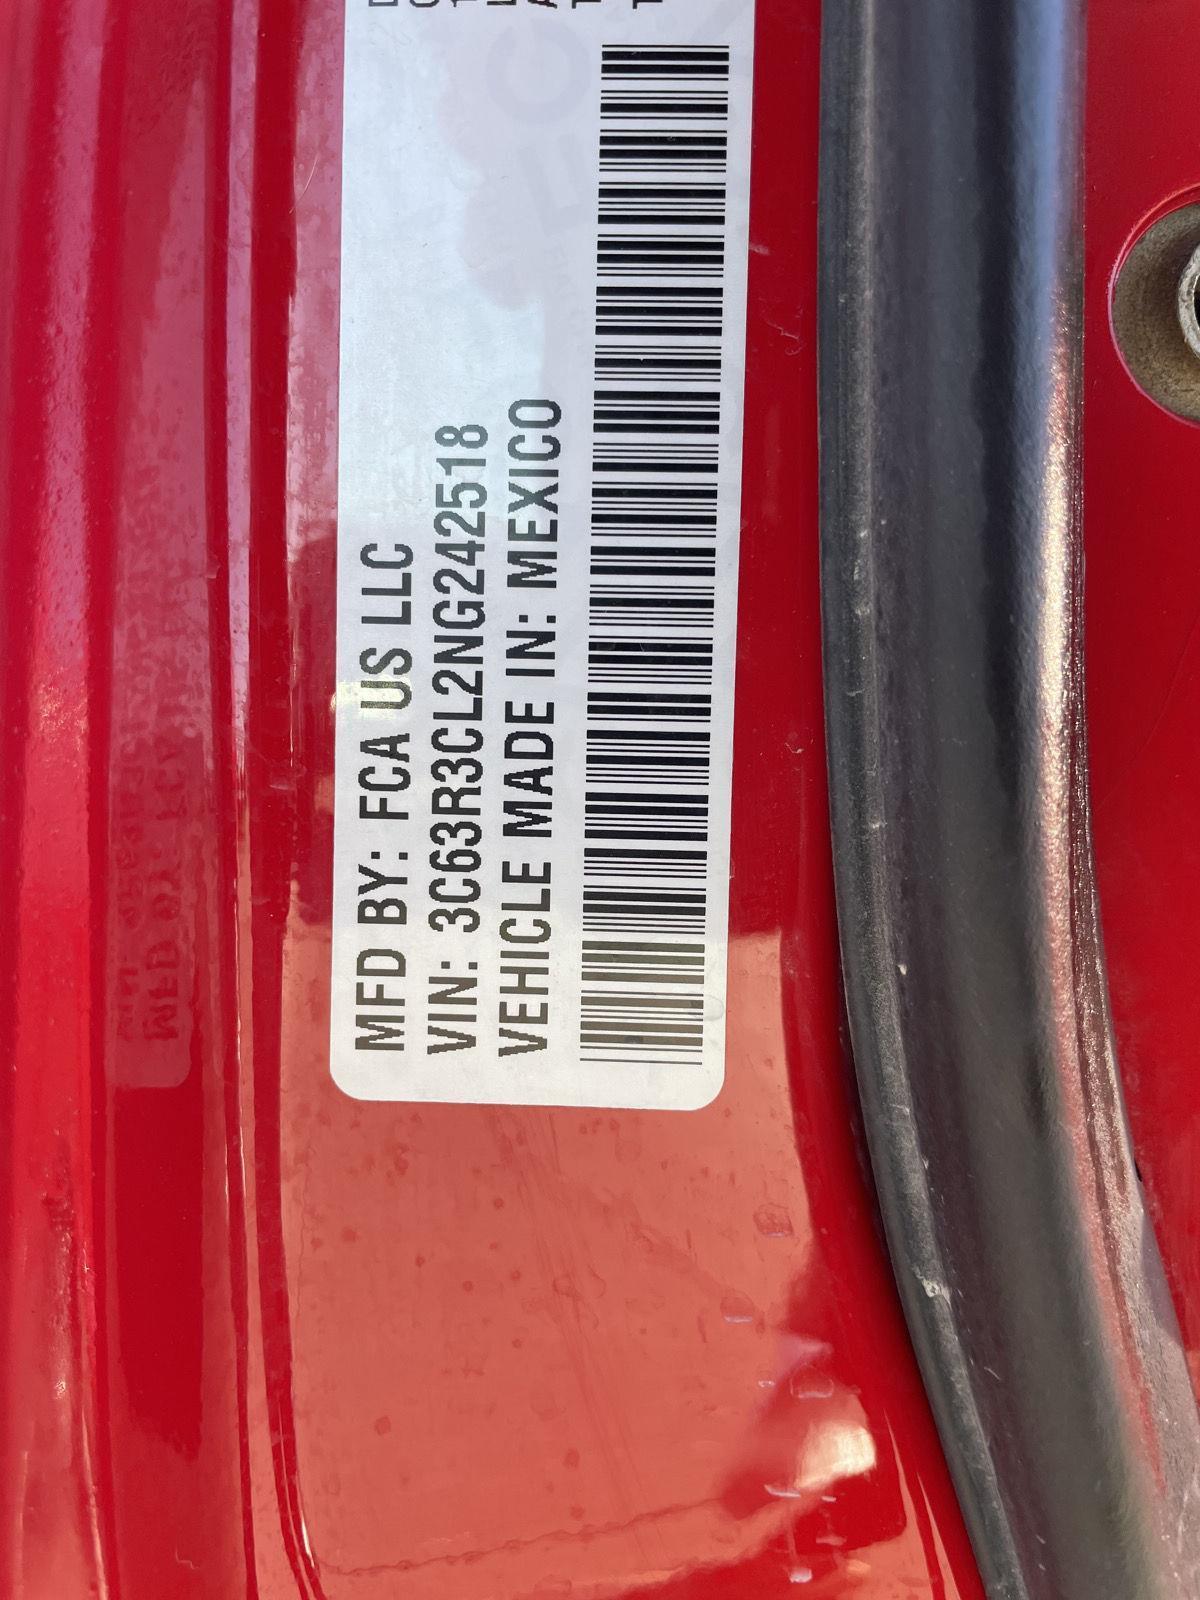 MFD BY: FCA US LLC
VIN: 3C63R3CL2NG242518
VEHICLE MADE IN: MEXICO